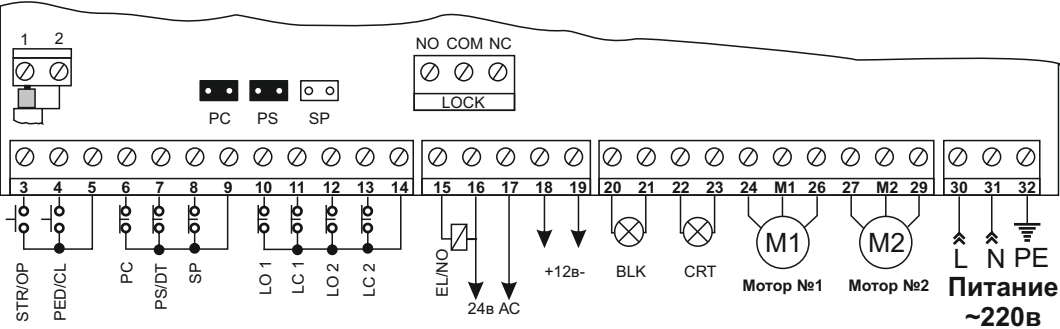 1 2
NO COM NC
LOCK
PC PS SP
3 4 5 6 7 8 9 10 11 12 13 14 15 16 17 18 19 20 21 22 23 24 M1 26 27 M2 29 30 31 32
STR/OP PED/CL PC PS/DT SP LO 1 LC 1 LO 2 LC 2 EL/NO
24в AC
+12в-
BLK
CRT
M1
Мотор №1
M2
Мотор №2
L N PE
Питание
~220в